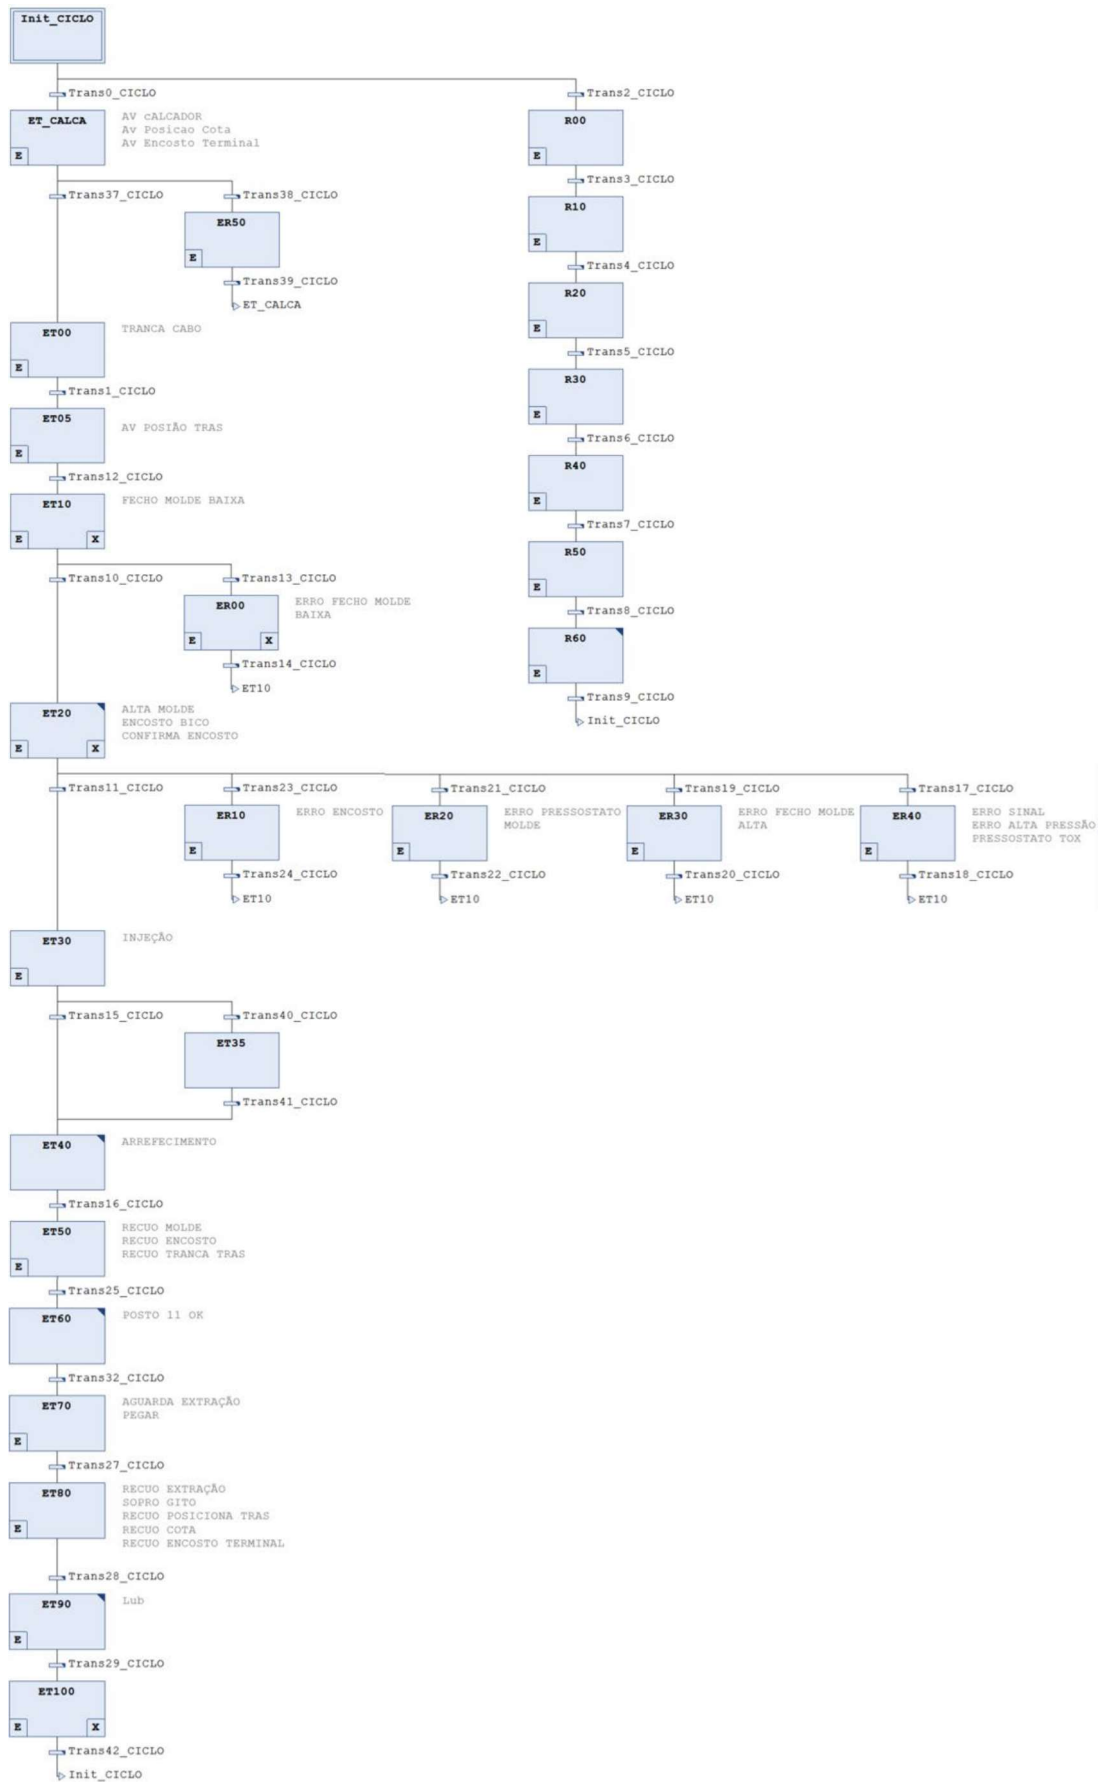 Init_CICLO
Trans0_CICLO
Trans2_CICLO
ET_CALCA
E
AV cALCADOR
Av Posicao Cota
Av Encosto Terminal
R00
E
Trans3_CICLO
Trans37_CICLO
Trans38_CICLO
R10
E
ER50
E
Trans4_CICLO
Trans39_CICLO
ET_CALCA
R20
E
ET00
E
TRANCA CABO
Trans5_CICLO
Trans1_CICLO
R30
E
ET05
E
AV POSIÃO TRAS
Trans6_CICLO
Trans12_CICLO
R40
E
ET10
E
X
FECHO MOLDE BAIXA
Trans7_CICLO
R50
E
Trans10_CICLO
Trans13_CICLO
ER00
E
X
ERRO FECHO MOLDE
BAIXA
Trans8_CICLO
R60
E
Trans14_CICLO
ET10
Trans9_CICLO
Init_CICLO
ET20
E
X
ALTA MOLDE
ENCOSTO BICO
CONFIRMA ENCOSTO
Trans11_CICLO
Trans23_CICLO
Trans21_CICLO
Trans19_CICLO
Trans17_CICLO
ER10
E
ERRO ENCOSTO
ER20
E
ERRO PRESSOSTATO
MOLDE
ER30
E
ERRO FECHO MOLDE
ALTA
ER40
E
ERRO SINAL
ERRO ALTA PRESSÃO
PRESSOSTATO TOX
Trans24_CICLO
Trans22_CICLO
Trans20_CICLO
Trans18_CICLO
ET10
ET10
ET10
ET10
ET30
E
INJEÇÃO
Trans15_CICLO
Trans40_CICLO
ET35
Trans41_CICLO
ET40
ARREFECIMENTO
Trans16_CICLO
ET50
E
RECUO MOLDE
RECUO ENCOSTO
RECUO TRANCA TRAS
Trans25_CICLO
ET60
POSTO 11 OK
Trans32_CICLO
ET70
E
AGUARDA EXTRAÇÃO
PEGAR
Trans27_CICLO
ET80
E
RECUO EXTRAÇÃO
SOPRO GITO
RECUO POSICIONA TRAS
RECUO COTA
RECUO ENCOSTO TERMINAL
Trans28_CICLO
ET90
E
Lub
Trans29_CICLO
ET100
E
X
Trans42_CICLO
Init_CICLO